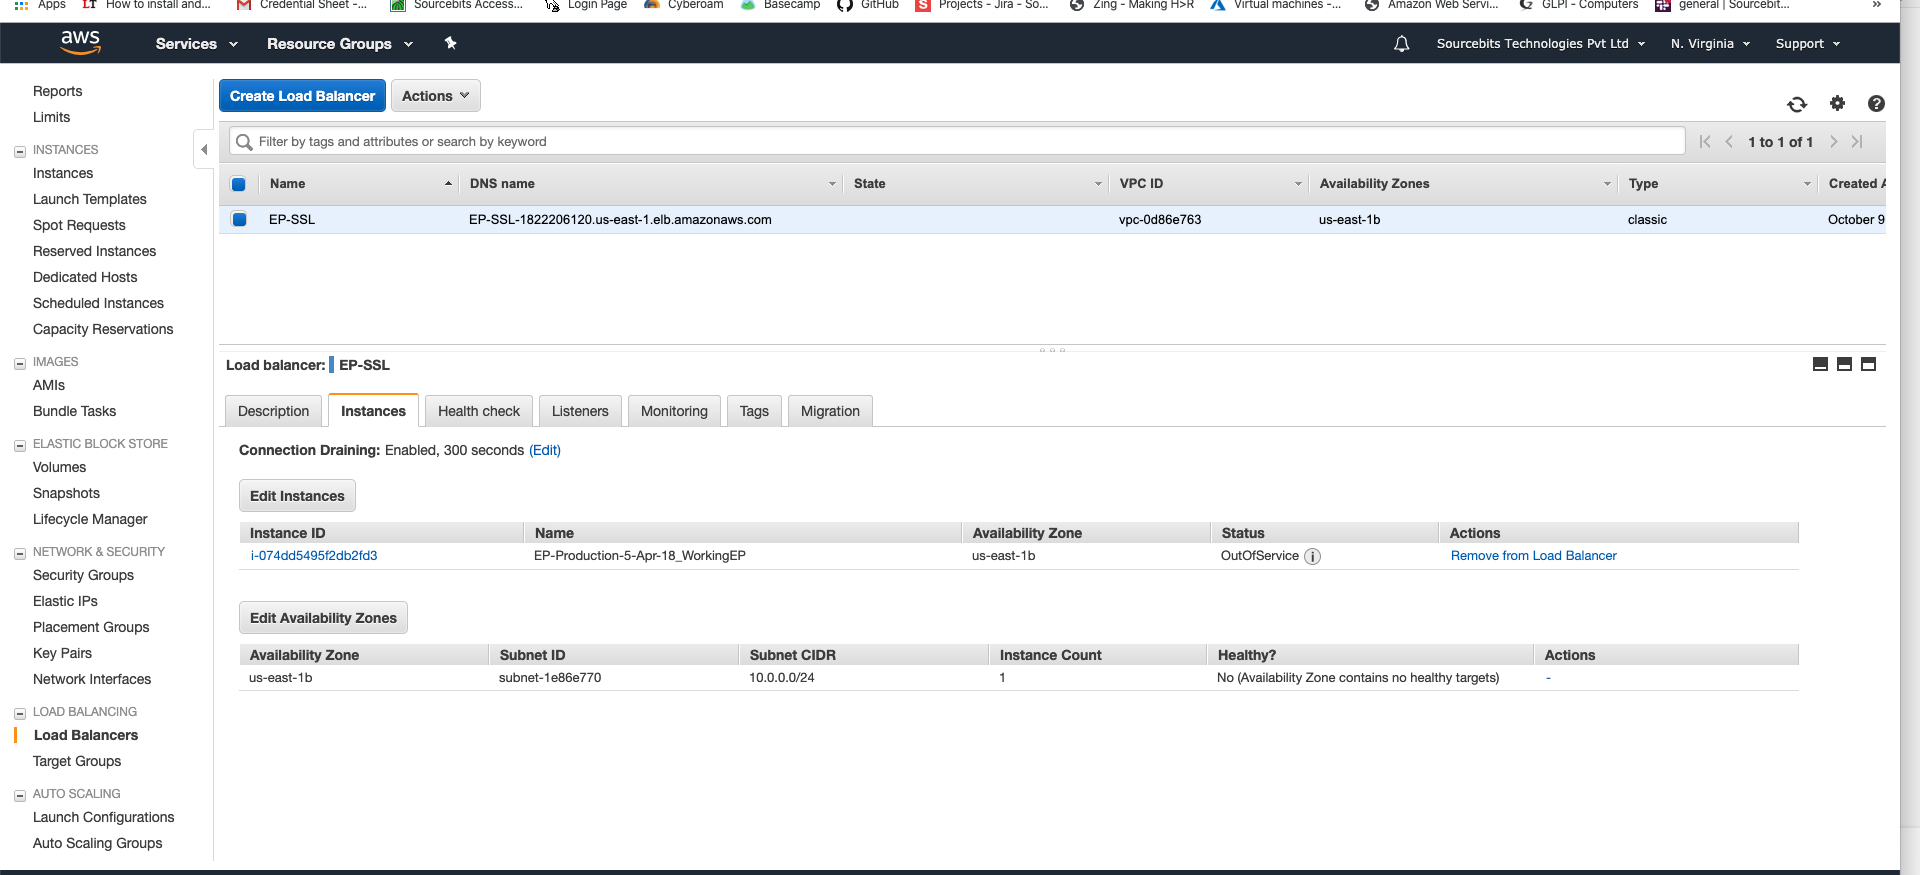 Apps How to install and... Credential Sheet -... Sourcebits Access... Login Page Cyberoam Basecamp GitHub Projects - Jira - So... Zing - Making H>R Virtual machines -... Amazon Web Servi... GLPI - Computers general | Sourcebit... »
aws Services Resource Groups Sourcebits Technologies Pvt Ltd N. Virginia Support
Reports
Limits
INSTANCES
Instances
Launch Templates
Spot Requests
Reserved Instances
Dedicated Hosts
Scheduled Instances
Capacity Reservations
IMAGES
AMIs
Bundle Tasks
ELASTIC BLOCK STORE
Volumes
Snapshots
Lifecycle Manager
NETWORK & SECURITY
Security Groups
Elastic IPs
Placement Groups
Key Pairs
Network Interfaces
LOAD BALANCING
Load Balancers
Target Groups
AUTO SCALING
Launch Configurations
Auto Scaling Groups
Create Load Balancer Actions
Filter by tags and attributes or search by keyword 1 to 1 of 1
Name DNS name State VPC ID Availability Zones Type Created A
EP-SSL EP-SSL-1822206120.us-east-1.elb.amazonaws.com vpc-0d86e763 us-east-1b classic October 9
Load balancer: EP-SSL
Description Instances Health check Listeners Monitoring Tags Migration
Connection Draining: Enabled, 300 seconds (Edit)
Edit Instances
Instance ID Name Availability Zone Status Actions
i-074dd5495f2db2fd3 EP-Production-5-Apr-18_WorkingEP us-east-1b OutOfService i Remove from Load Balancer
Edit Availability Zones
Availability Zone Subnet ID Subnet CIDR Instance Count Healthy? Actions
us-east-1b subnet-1e86e770 10.0.0.0/24 1 No (Availability Zone contains no healthy targets) -